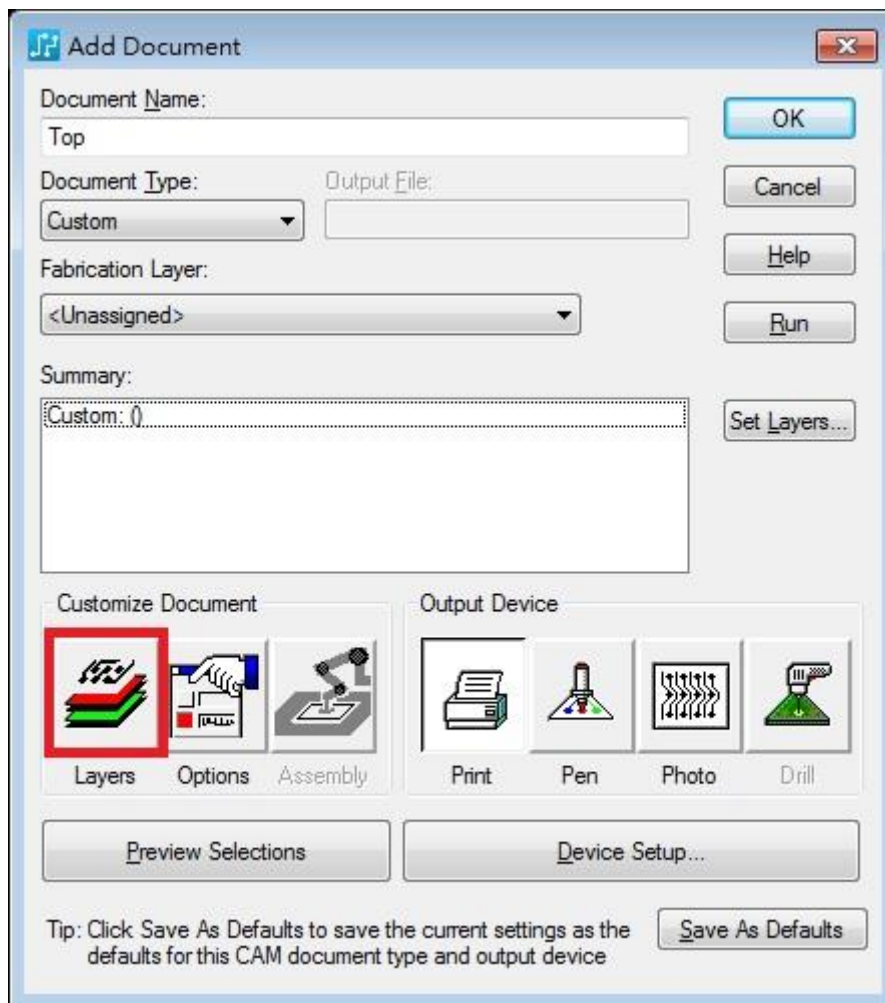 Add Document
Document Name:
OK
Top
Document Type:
Output File:
Cancel
Custom
Fabrication Layer:
Help
<Unassigned>
Run
Summary:
Custom: ()
Set Layers...
Customize Document
Output Device
Layers
Options
Assembly
Print
Pen
Photo
Drill
Preview Selections
Device Setup...
Tip: Click Save As Defaults to save the current settings as the
defaults for this CAM document type and output device
Save As Defaults